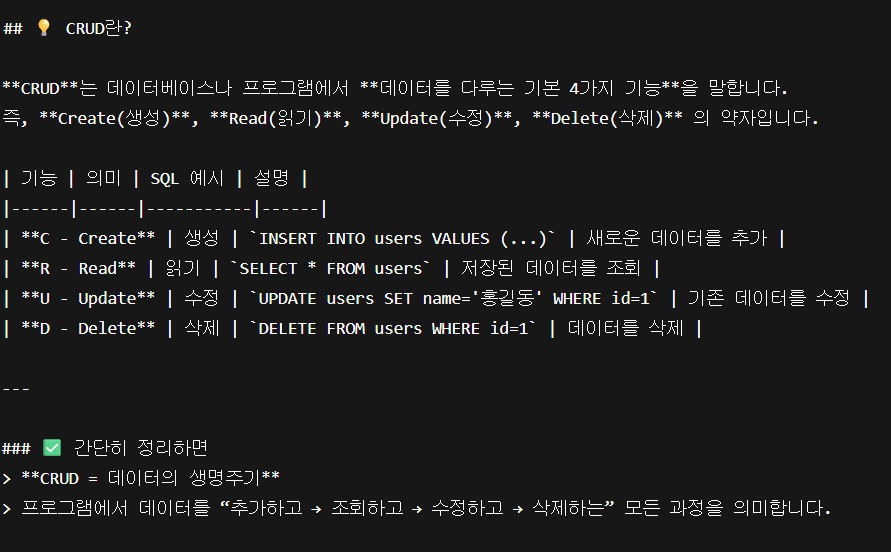 ## 💡 CRUD란?
**CRUD**는 데이터베이스나 프로그램에서 **데이터를 다루는 기본 4가지 기능**을 말합니다.
즉, **Create(생성)**, **Read(읽기)**, **Update(수정)**, **Delete(삭제)** 의 약자입니다.
| 기능 | 의미 | SQL 예시 | 설명 |
|------|------|-----------|------|
| **C - Create** | 생성 | `INSERT INTO users VALUES (...)` | 새로운 데이터를 추가 |
| **R - Read** | 읽기 | `SELECT * FROM users` | 저장된 데이터를 조회 |
| **U - Update** | 수정 | `UPDATE users SET name='홍길동' WHERE id=1` | 기존 데이터를 수정 |
| **D - Delete** | 삭제 | `DELETE FROM users WHERE id=1` | 데이터를 삭제 |
---
### ✅ 간단히 정리하면
> **CRUD = 데이터의 생명주기**
> 프로그램에서 데이터를 “추가하고 → 조회하고 → 수정하고 → 삭제하는” 모든 과정을 의미합니다.